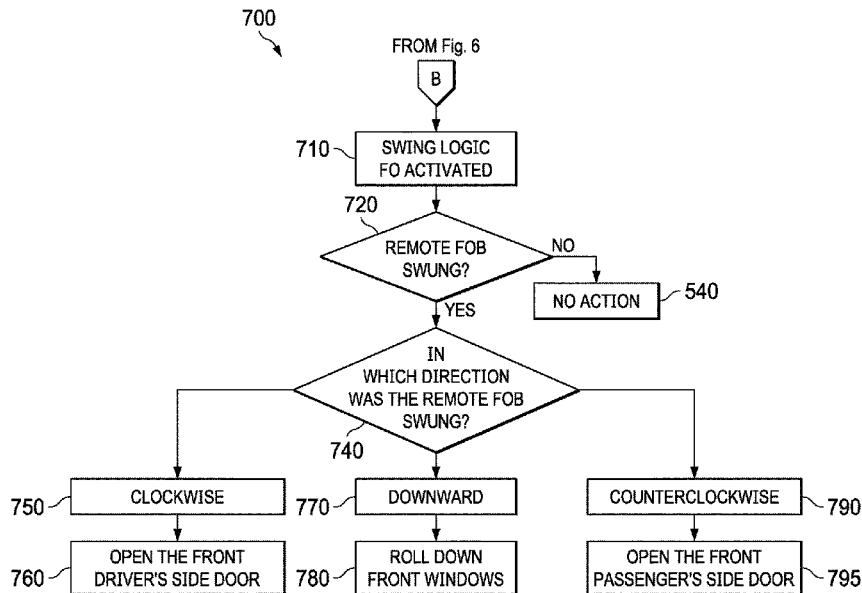 700
FROM Fig. 6
B
710
SWING LOGIC
FO ACTIVATED
720
REMOTE FOB
SWUNG?
NO
NO ACTION
540
YES
IN
WHICH DIRECTION
WAS THE REMOTE FOB
SWUNG?
740
750
CLOCKWISE
770
DOWNWARD
COUNTERCLOCKWISE
790
760
OPEN THE FRONT
DRIVER'S SIDE DOOR
780
ROLL DOWN
FRONT WINDOWS
OPEN THE FRONT
PASSENGER'S SIDE DOOR
795